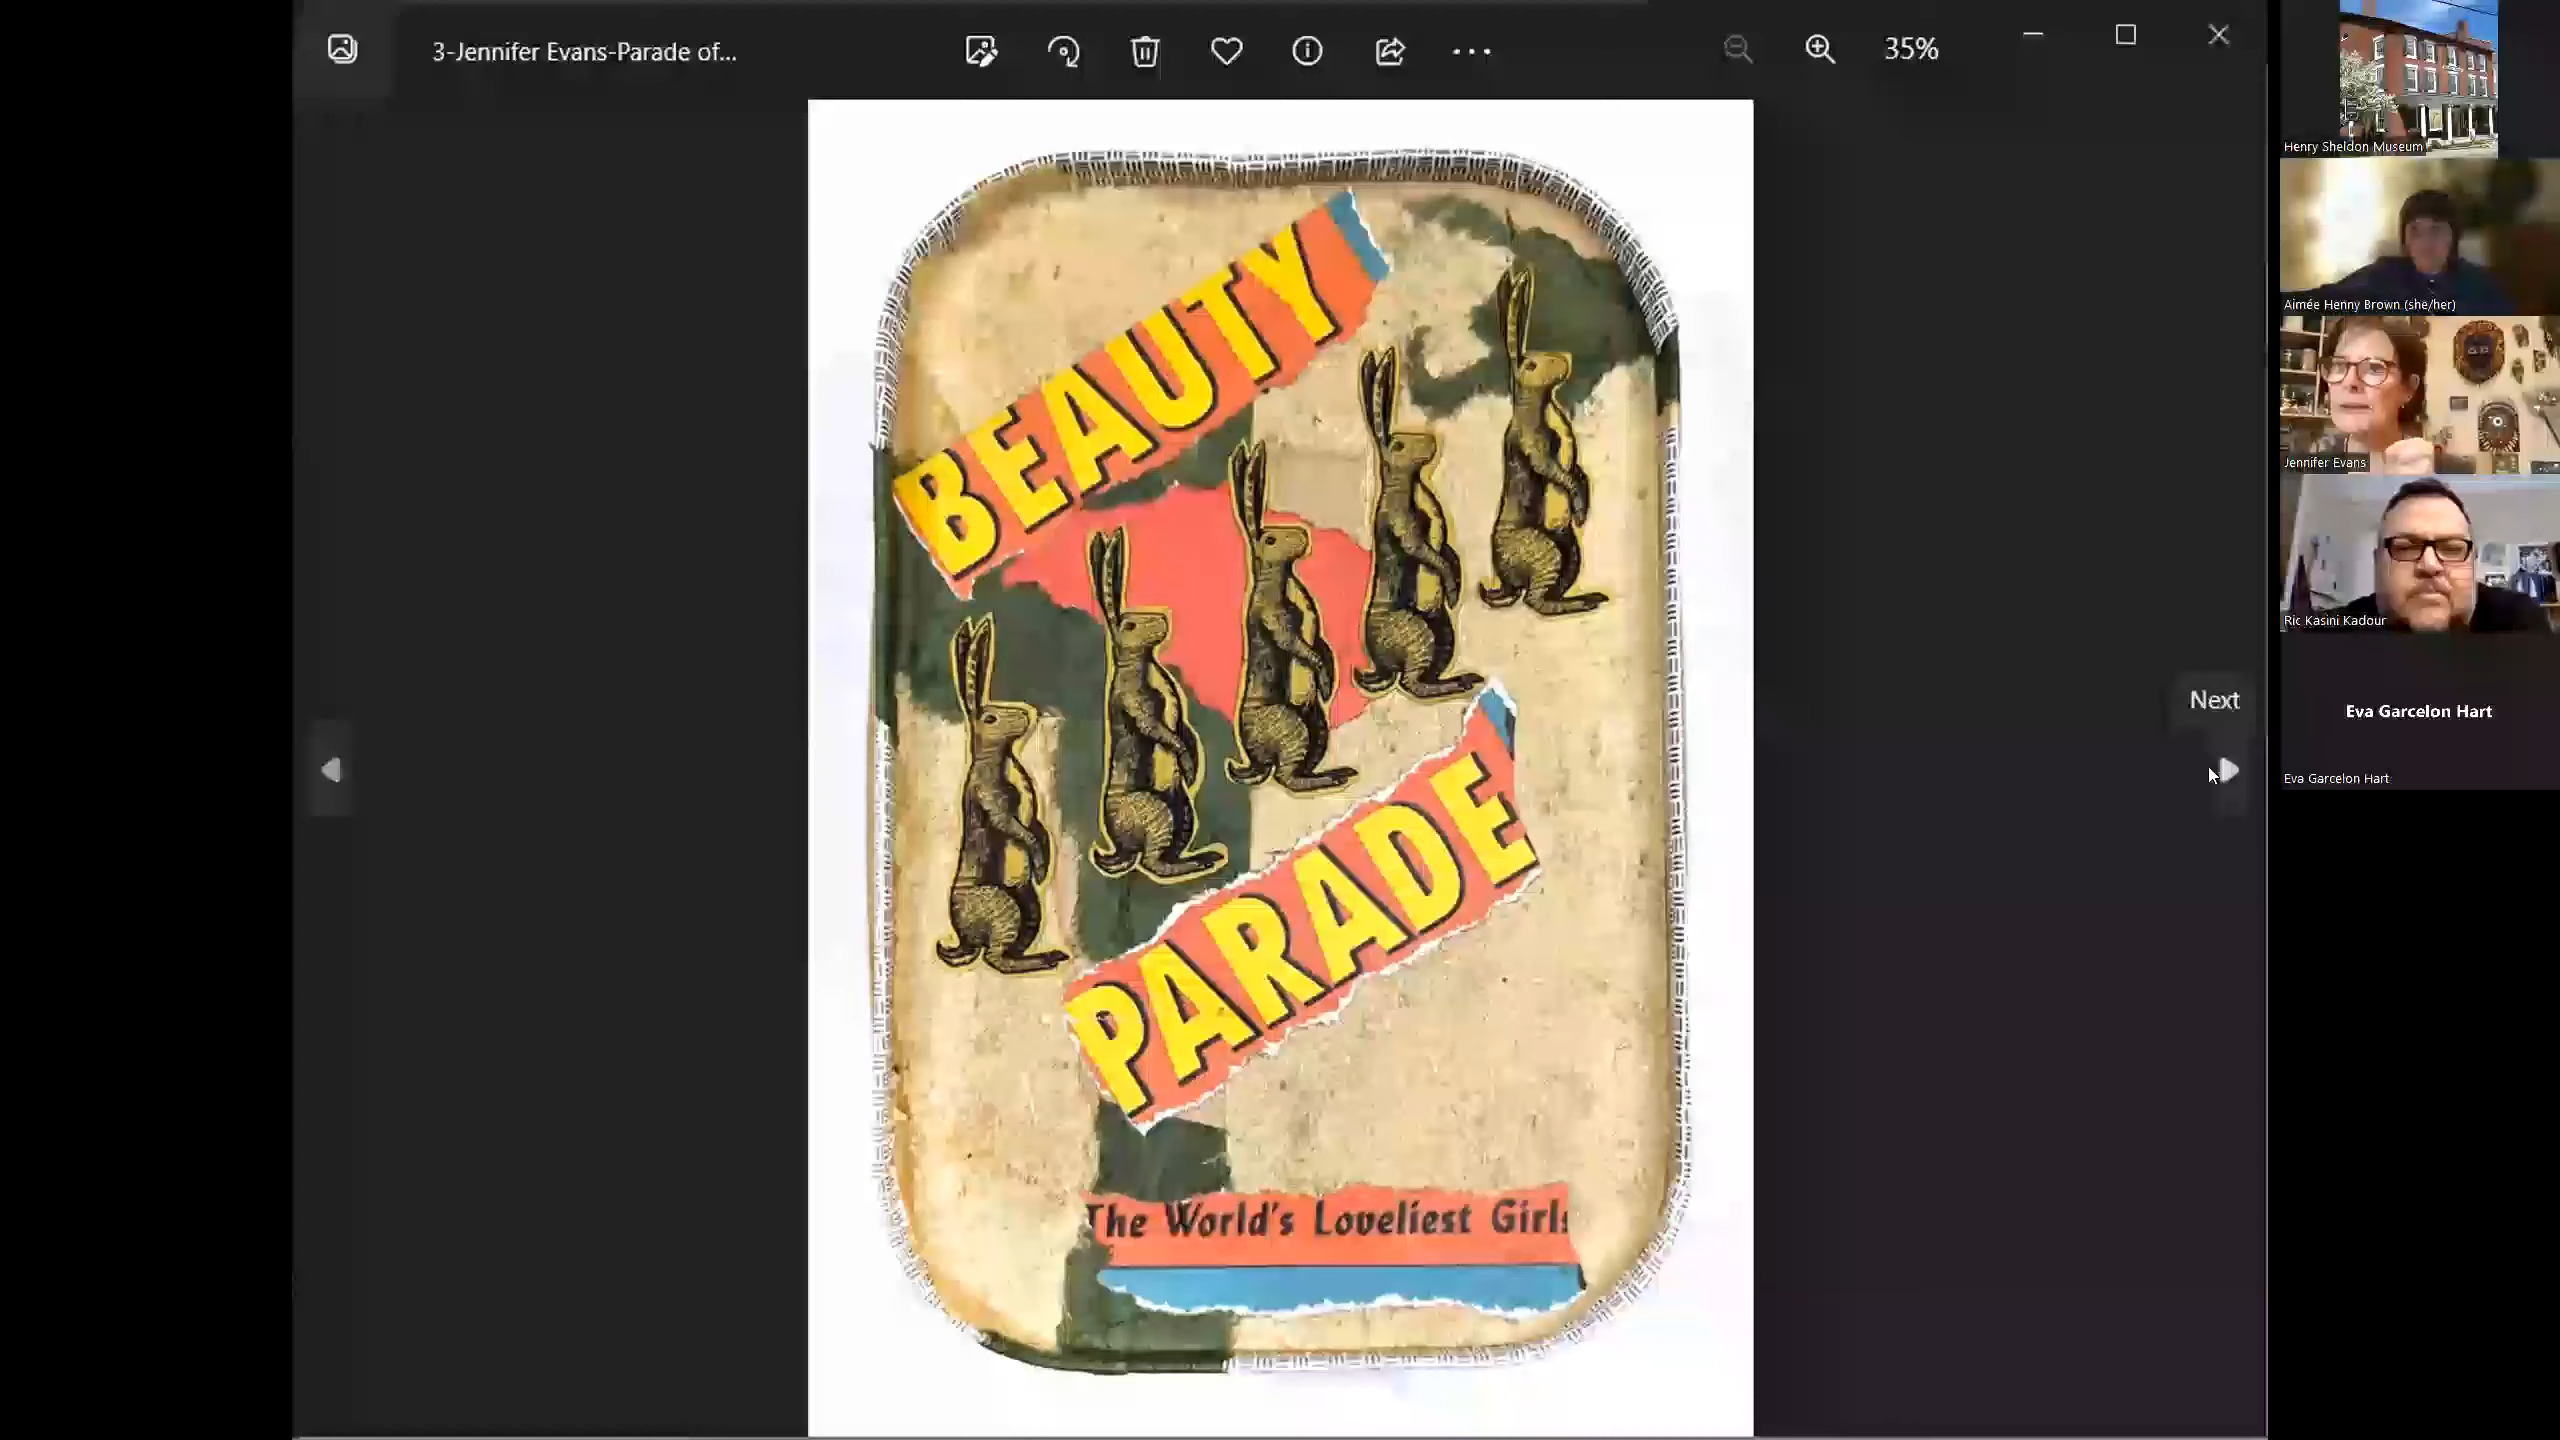 3-Jennifer Evans-Parade of...
35%
BEAUTY
PARADE
The World's Loveliest Girls
Next
Henry Sheldon Museum
Aimée Henny Brown (she/her)
Jennifer Evans
Ric Kasini Kadour
Eva Garcelon Hart
Eva Garcelon Hart